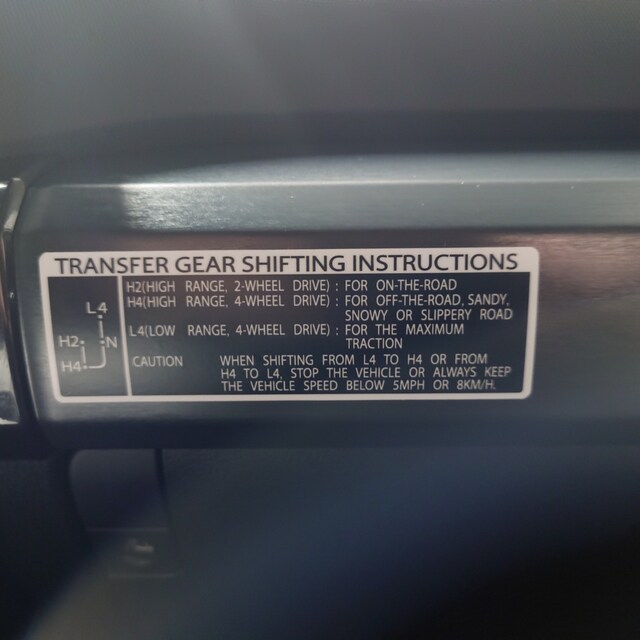 TRANSFER GEAR SHIFTING INSTRUCTIONS
H2(HIGH RANGE, 2-WHEEL DRIVE) : FOR ON-THE-ROAD
H4(HIGH RANGE, 4-WHEEL DRIVE) : FOR OFF-THE-ROAD, SANDY,
SNOWY OR SLIPPERY ROAD
L4(LOW RANGE, 4-WHEEL DRIVE) : FOR THE MAXIMUM
TRACTION
CAUTION WHEN SHIFTING FROM L4 TO H4 OR FROM
H4 TO L4, STOP THE VEHICLE OR ALWAYS KEEP
THE VEHICLE SPEED BELOW 5MPH OR 8KM/H.
L4
H2 N
H4